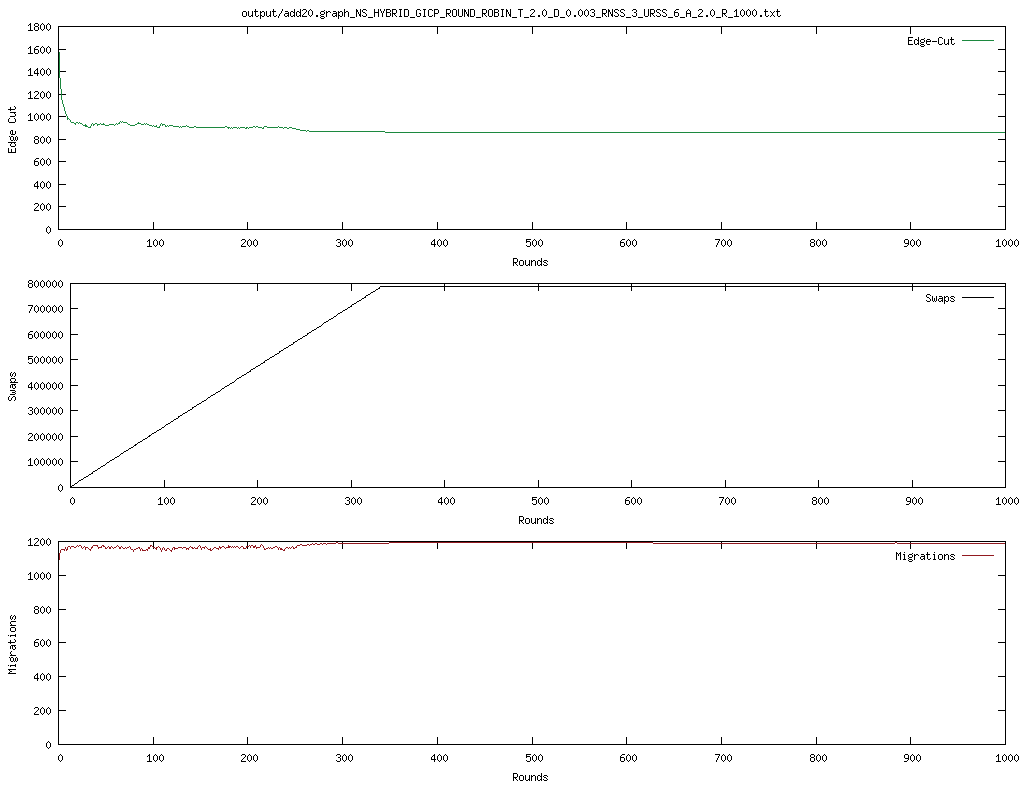 output/add20.graph_NS_HYBRID_GICP_ROUND_ROBIN_T_2.0_D_0.003_RNSS_3_URSS_6_A_2.0_R_1000.txt
1800
1600
1400
1200
1000
800
600
400
200
0
Edge Cut
Edge-Cut
0 100 200 300 400 500 600 700 800 900 1000
Rounds
800000
700000
600000
500000
400000
300000
200000
100000
0
Swaps
Swaps
0 100 200 300 400 500 600 700 800 900 1000
Rounds
1200
1000
800
600
400
200
0
Migrations
Migrations
0 100 200 300 400 500 600 700 800 900 1000
Rounds